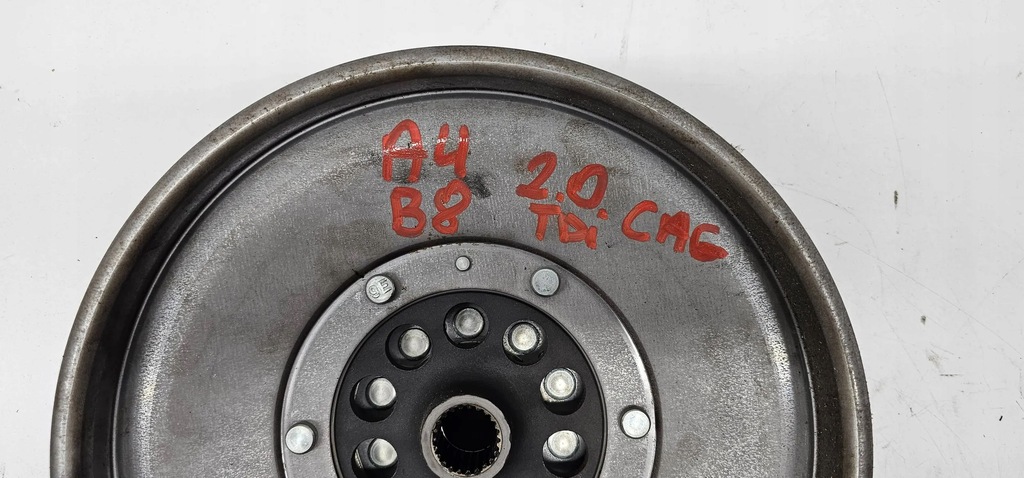 A4 2.0.
B8 TDi CAG